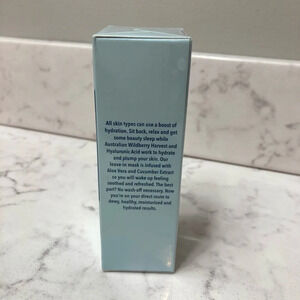 All skin types can use a boost of
hydration. Sit back, relax and get
some beauty sleep while
Australian Wildberry Harvest and
Hyaluronic Acid work to hydrate
and plump your skin. Our
leave-in mask is infused with
Aloe Vera and Cucumber Extract
so you will wake up feeling
soothed and refreshed. The best
part? No wash-off necessary. Now
you're on your direct route to
dewy, healthy, moisturised and
hydrated results.